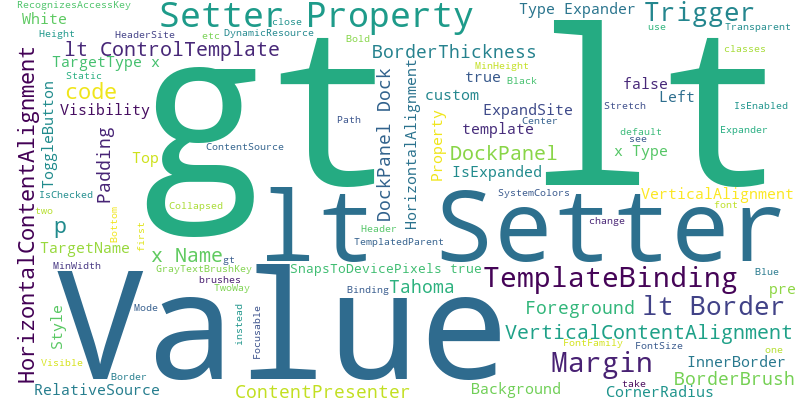 RecognizesAccessKey
White
Setter Property
close
Type Expander
Trigger
Height
HeaterSite
DynamicResource
etc
Bold
use
Transparent
lt ControlTemplate
BorderThickness
classes
TargetType x
Static
code
gt lt
MinHeight
true
Black
false
Left
custom
Visibility
ExpandSite
Stretch
IsEnabled
Path
Center
template
default
Expander
see
HorizontalContentAlignment
ToggleButton
Padding
ContentSource
DockPanel Dock
HorizontalAlignment
Property
Top
DockPanel
x Type
IsExpanded
IsChecked
Collapsed
lt Setter
SystemColors
VerticalAlignment
font
two
Bottom
first
p
Header
change
TargetName
TemplatedParent
x Name
gt
MinWidth
GrayTextBrushKey
SnapsToDevicePixels true
TemplateBinding
Blue
brushes
Value
TwoWay
Binding
Tahoma
pre
Mode
Foreground
lt Border
Style
instead
Focusable
VerticalContentAlignment
FontFamily
FontSize
one
Visible
Margin
InnerBorder
Border
take
BorderBrush
RelativeSource
ContentPresenter
Background
CornerRadius